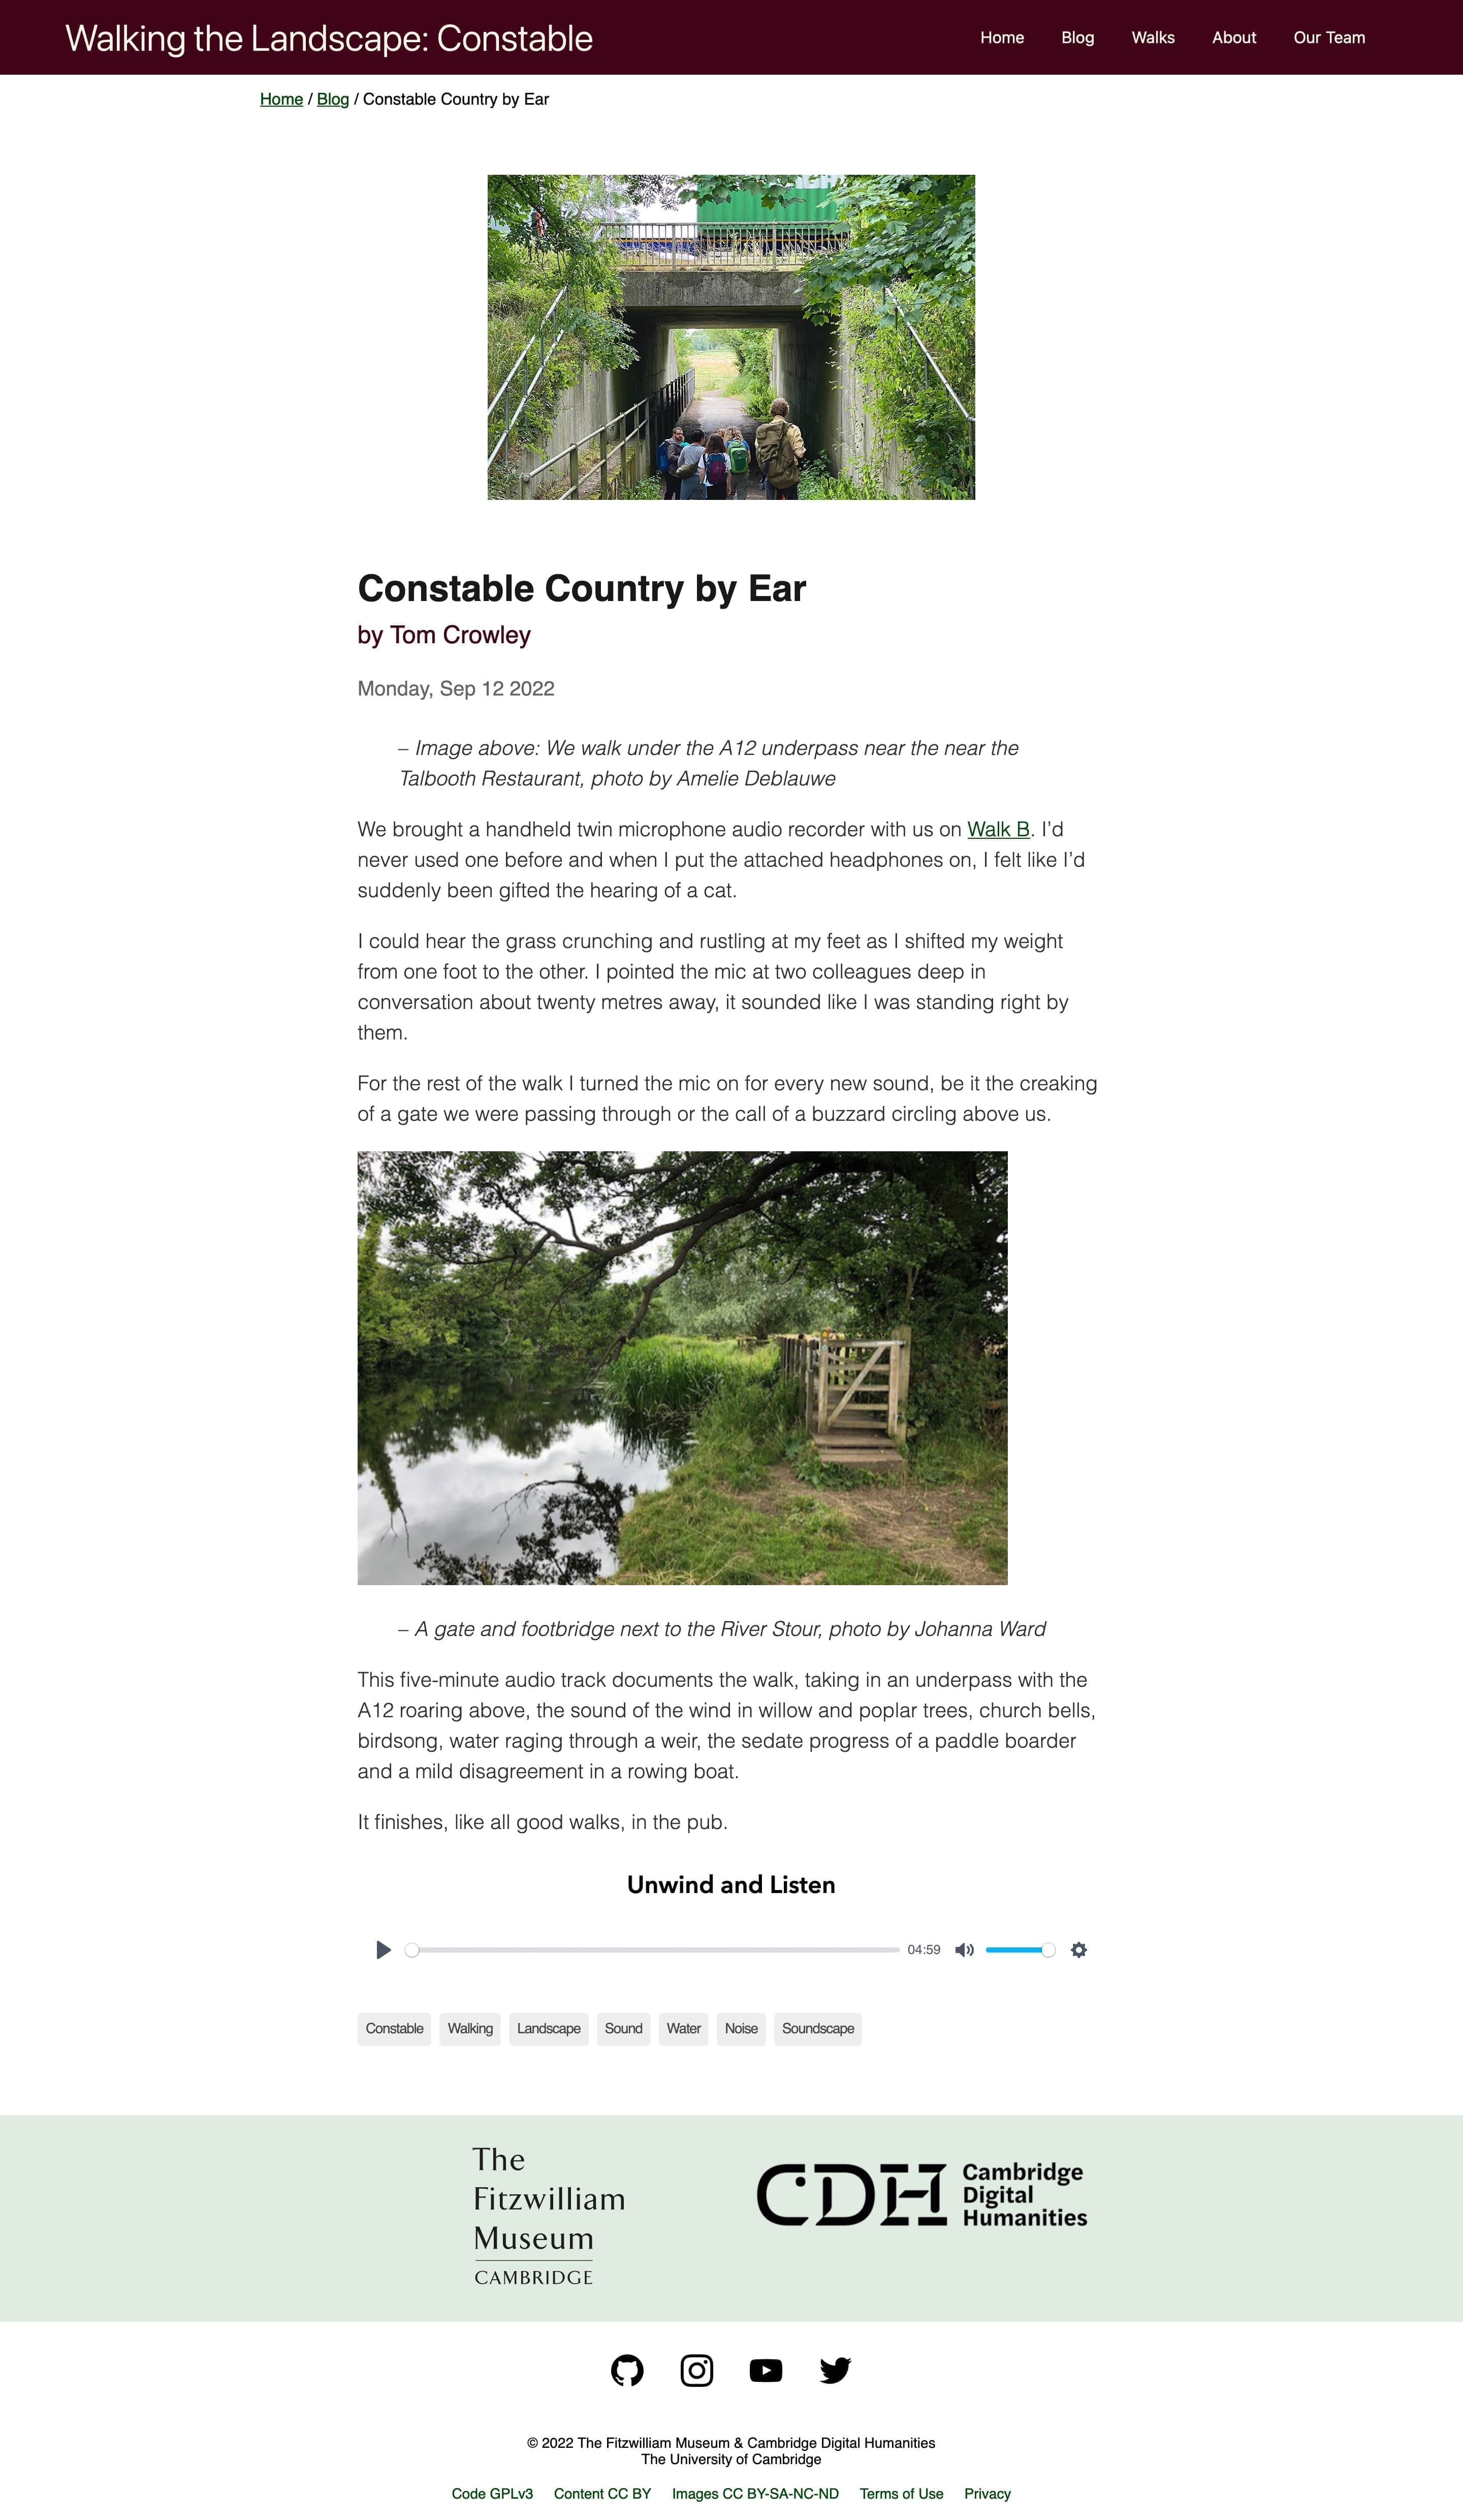 Walking the Landscape: Constable
Home Blog Walks About Our Team
Home / Blog / Constable Country by Ear
Constable Country by Ear
by Tom Crowley
Monday, Sep 12 2022
– Image above: We walk under the A12 underpass near the near the
Talbooth Restaurant, photo by Amelie Deblauwe
We brought a handheld twin microphone audio recorder with us on Walk B. I’d
never used one before and when I put the attached headphones on, I felt like I’d
suddenly been gifted the hearing of a cat.
I could hear the grass crunching and rustling at my feet as I shifted my weight
from one foot to the other. I pointed the mic at two colleagues deep in
conversation about twenty metres away, it sounded like I was standing right by
them.
For the rest of the walk I turned the mic on for every new sound, be it the creaking
of a gate we were passing through or the call of a buzzard circling above us.
– A gate and footbridge next to the River Stour, photo by Johanna Ward
This five-minute audio track documents the walk, taking in an underpass with the
A12 roaring above, the sound of the wind in willow and poplar trees, church bells,
birdsong, water raging through a weir, the sedate progress of a paddle boarder
and a mild disagreement in a rowing boat.
It finishes, like all good walks, in the pub.
Unwind and Listen
04:59
Constable Walking Landscape Sound Water Noise Soundscape
The
Fitzwilliam
Museum
CAMBRIDGE
CDH
Cambridge
Digital
Humanities
© 2022 The Fitzwilliam Museum & Cambridge Digital Humanities
The University of Cambridge
Code GPLv3 Content CC BY Images CC BY-SA-NC-ND Terms of Use Privacy